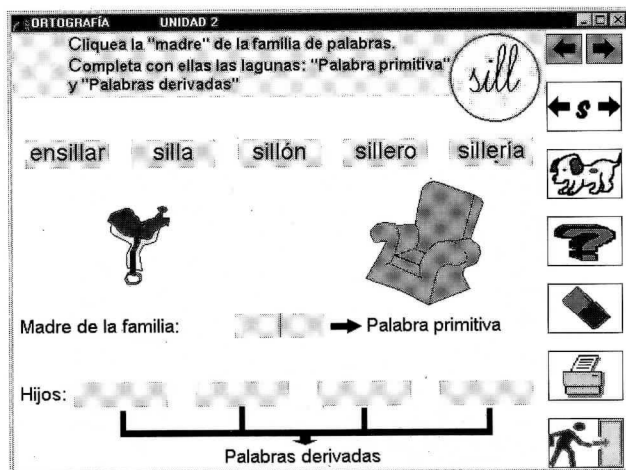 ORTOGRAFÍA UNIDAD 2
Cliquea la "madre" de la familia de palabras.
Completa con ellas las lagunas: "Palabra primitiva"
y "Palabras derivadas"
sill
s
ensillar silla sillón sillero sillería
Madre de la familia: Palabra primitiva
Hijos:
Palabras derivadas